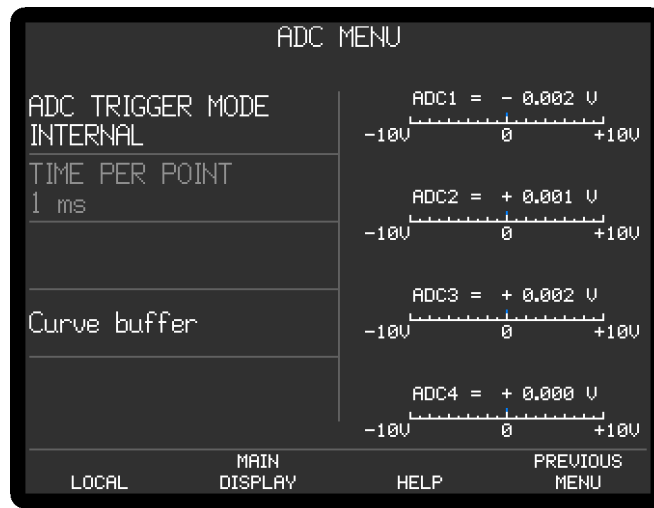 ADC MENU
ADC TRIGGER MODE
INTERNAL
TIME PER POINT
1 ms
Curve buffer
ADC1 = - 0.002 V
-10V 0 +10V
ADC2 = + 0.001 V
-10V 0 +10V
ADC3 = + 0.002 V
-10V 0 +10V
ADC4 = + 0.000 V
-10V 0 +10V
LOCAL
MAIN
DISPLAY
HELP
PREVIOUS
MENU